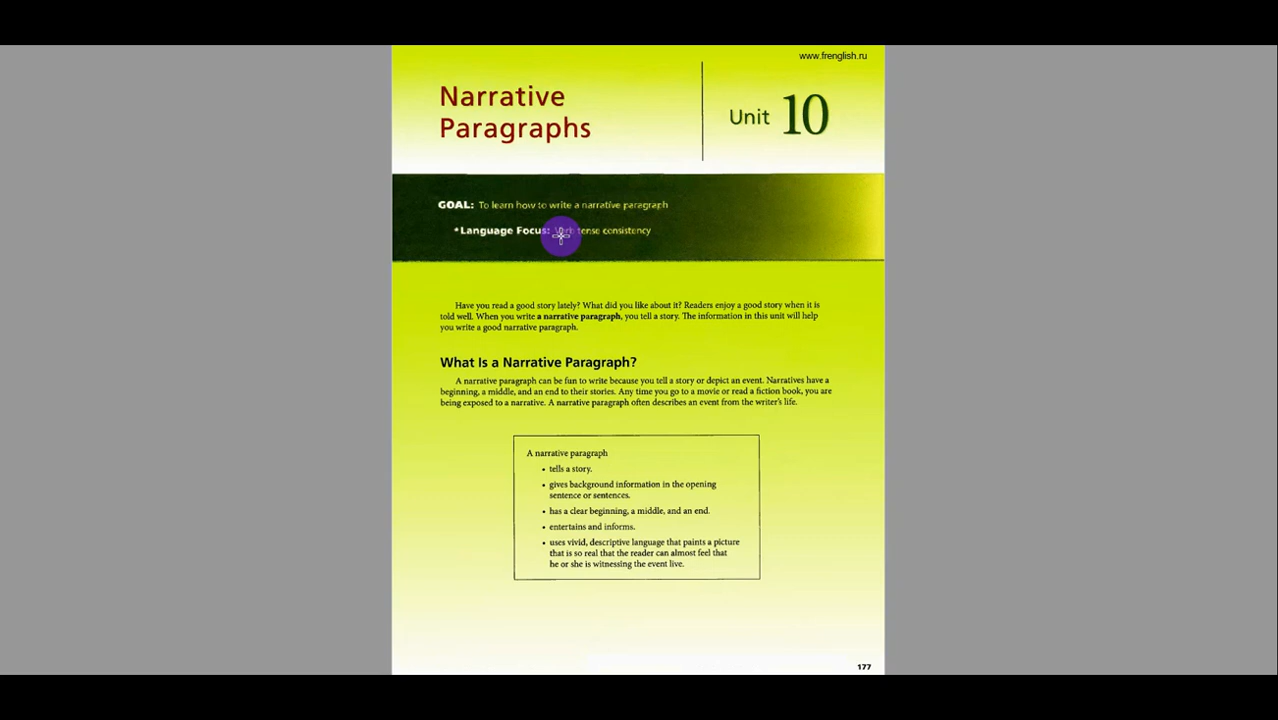 www.frenglish.ru
Narrative
Paragraphs
Unit 10
GOAL: To learn how to write a narrative paragraph
*Language Focus: Verb tense consistency
Have you read a good story lately? What did you like about it? Readers enjoy a good story when it is
told well. When you write a narrative paragraph, you tell a story. The information in this unit will help
you write a good narrative paragraph.
What Is a Narrative Paragraph?
A narrative paragraph can be fun to write because you tell a story or depict an event. Narratives have a
beginning, a middle, and an end to their stories. Any time you go to a movie or read a fiction book, you are
being exposed to a narrative. A narrative paragraph often describes an event from the writer's life.
A narrative paragraph
• tells a story.
• gives background information in the opening
sentence or sentences.
• has a clear beginning, a middle, and an end.
• entertains and informs.
• uses vivid, descriptive language that paints a picture
that is so real that the reader can almost feel that
he or she is witnessing the event live.
177